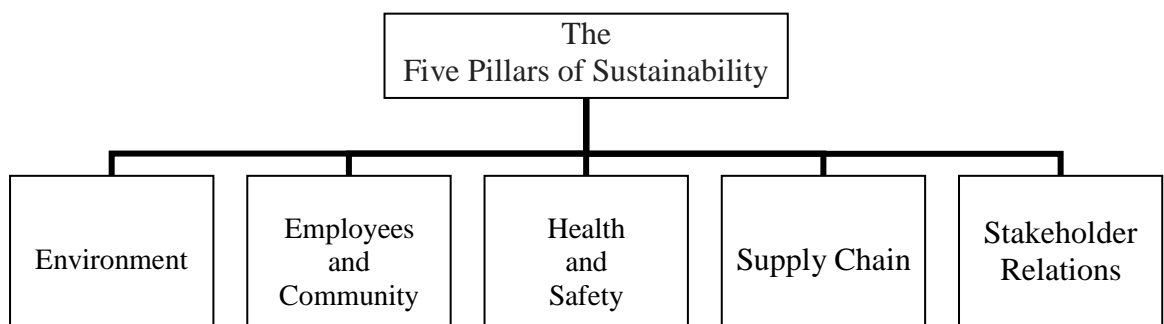 The
Five Pillars of Sustainability
Environment
Employees
and
Community
Health
and
Safety
Supply Chain
Stakeholder
Relations